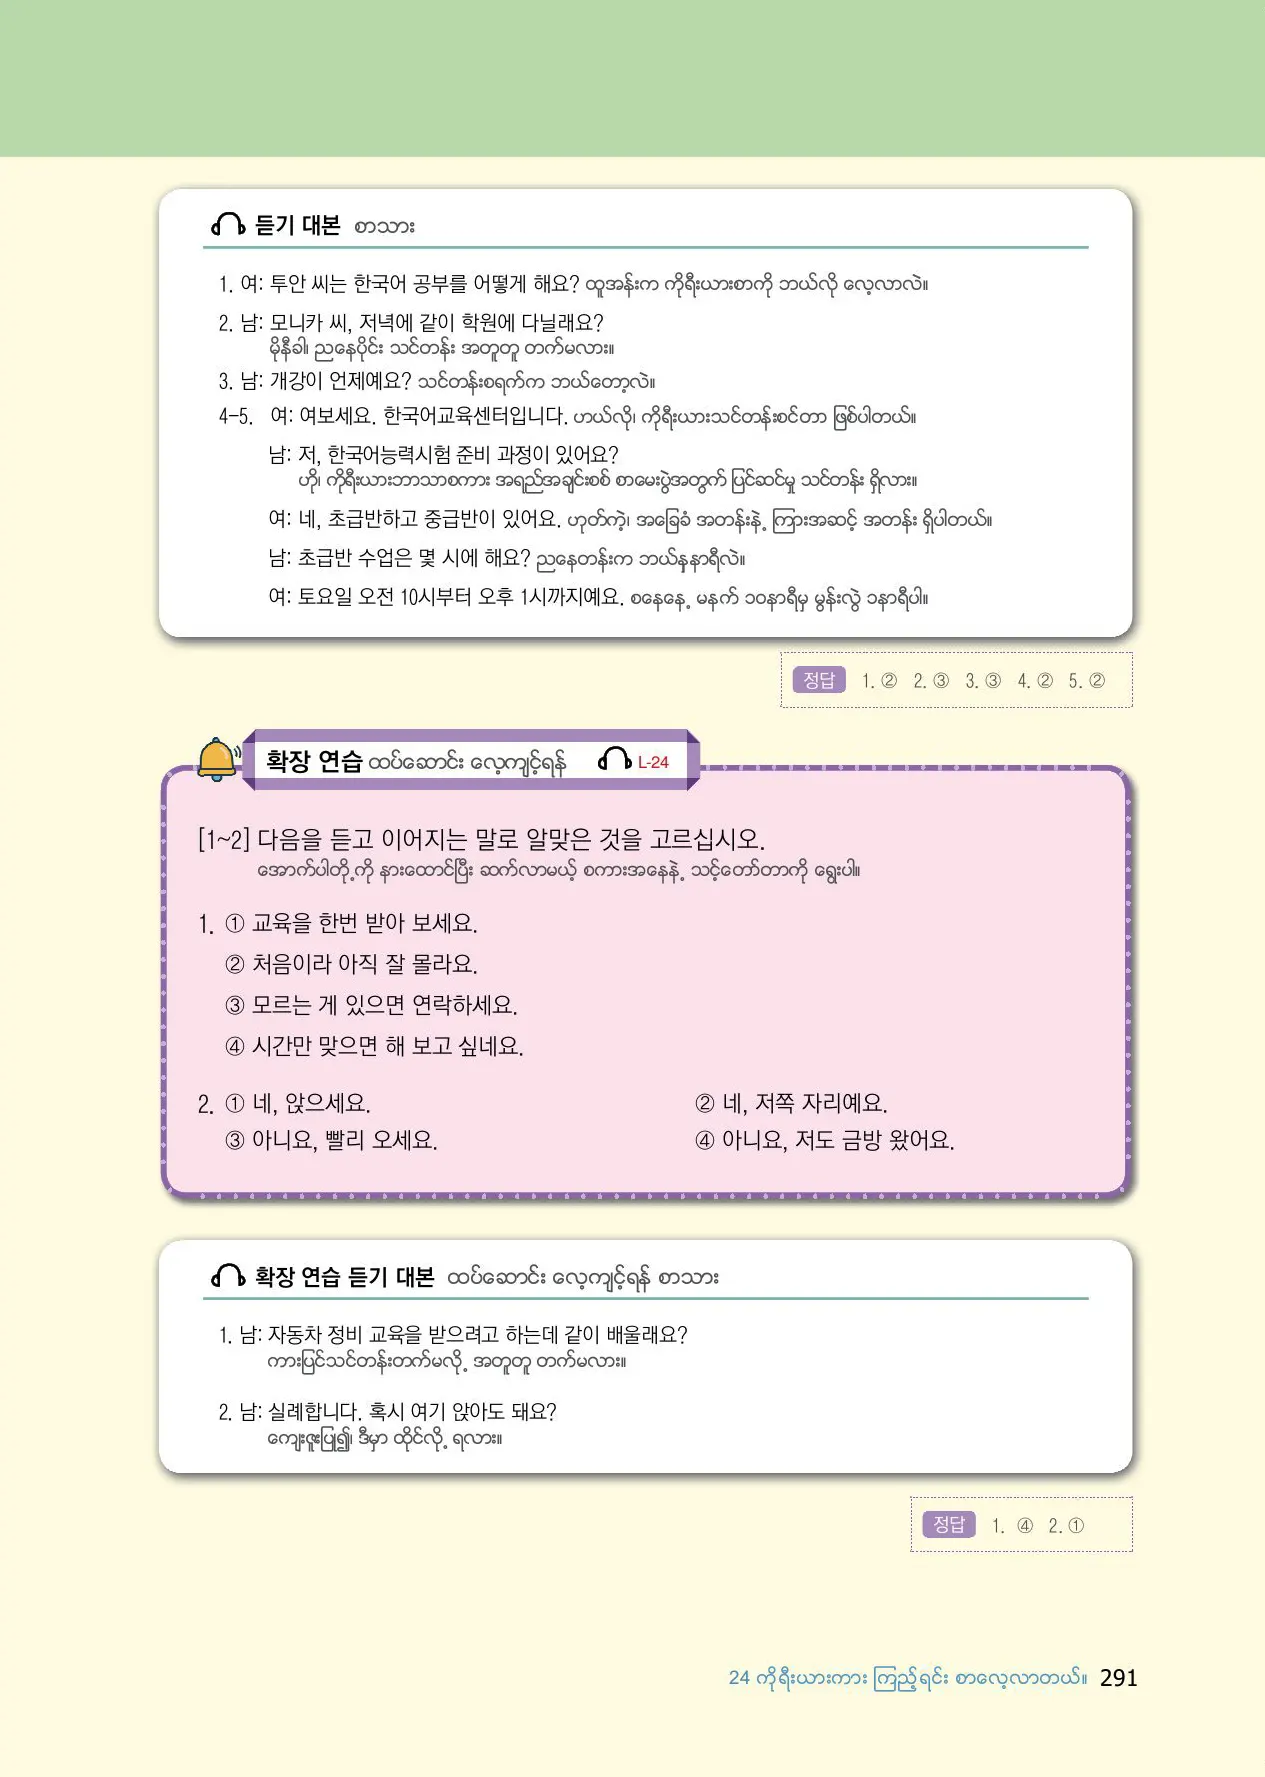 듣기 대본 စာသား
1. 여: 투안 씨는 한국어 공부를 어떻게 해요? ထူအန်းက ကိုရီးယားစာကို ဘယ်လို လေ့လာလဲ။
2. 남: 모니카 씨, 저녁에 같이 학원에 다닐래요?
မိုနီခါ၊ ညနေပိုင်း သင်တန်း အတူတူ တက်မလား။
3. 남: 개강이 언제예요? သင်တန်းစရက်က ဘယ်တော့လဲ။
4-5. 여: 여보세요. 한국어교육센터입니다. ဟယ်လို၊ ကိုရီးယားသင်တန်းစင်တာ ဖြစ်ပါတယ်။
남: 저, 한국어능력시험 준비 과정이 있어요?
ဟို၊ ကိုရီးယားဘာသာစကား အရည်အချင်းစစ် စာမေးပွဲအတွက် ပြင်ဆင်မှု သင်တန်း ရှိလား။
여: 네, 초급반하고 중급반이 있어요. ဟုတ်ကဲ့၊ အခြေခံ အတန်းနဲ့ ကြားအဆင့် အတန်း ရှိပါတယ်။
남: 초급반 수업은 몇 시에 해요? ညနေတန်းက ဘယ်နှနာရီလဲ။
여: 토요일 오전 10시부터 오후 1시까지예요. စနေနေ့ မနက် ၁၀နာရီမှ မွန်းလွဲ ၁နာရီပါ။
정답 1. ② 2. ③ 3. ③ 4. ② 5. ②
확장 연습 ထပ်ဆောင်း လေ့ကျင့်ရန် L-24
[1~2] 다음을 듣고 이어지는 말로 알맞은 것을 고르십시오.
အောက်ပါတို့ကို နားထောင်ပြီး ဆက်လာမယ့် စကားအနေနဲ့ သင့်တော်တာကို ရွေးပါ။
1. ① 교육을 한번 받아 보세요.
② 처음이라 아직 잘 몰라요.
③ 모르는 게 있으면 연락하세요.
④ 시간만 맞으면 해 보고 싶네요.
2. ① 네, 앉으세요. ② 네, 저쪽 자리예요.
③ 아니요, 빨리 오세요. ④ 아니요, 저도 금방 왔어요.
확장 연습 듣기 대본 ထပ်ဆောင်း လေ့ကျင့်ရန် စာသား
1. 남: 자동차 정비 교육을 받으려고 하는데 같이 배울래요?
ကားပြင်သင်တန်းတက်မလို့ အတူတူ တက်မလား။
2. 남: 실례합니다. 혹시 여기 앉아도 돼요?
ကျေးဇူးပြု၍၊ ဒီမှာ ထိုင်လို့ ရလား။
정답 1. ④ 2. ①
24 ကိုရီးယားကား ကြည့်ရင်း စာလေ့လာတယ်။ 291